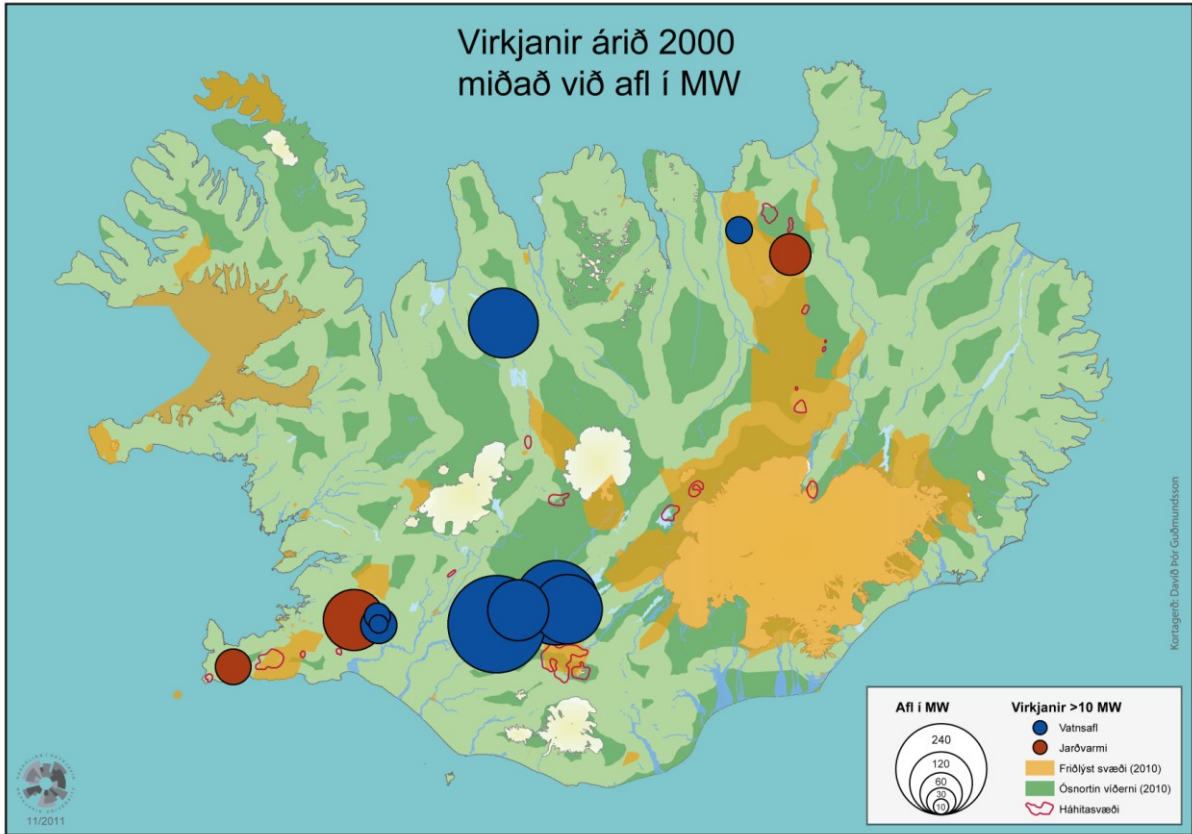 Virkjanir árið 2000
miðað við afl í MW
Kortagerð: Davíð Þór Guðmundsson
Afl í MW
240
120
60
30
10
Virkjanir >10 MW
Vatnsafl
Jarðvarmi
Friðlýst svæði (2010)
Ósnortin víðerni (2010)
Háhitasvæði
11/2011